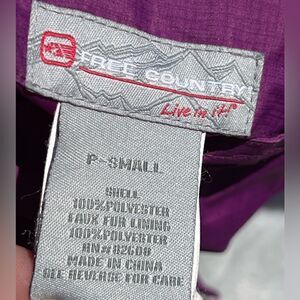 FREE COUNTRY
Live in it!®
P-SMALL
SHELL
100%POLYESTER
FAUX FUR LINING
100%POLYESTER
RN#82609
MADE IN CHINA
SEE REVERSE FOR CARE